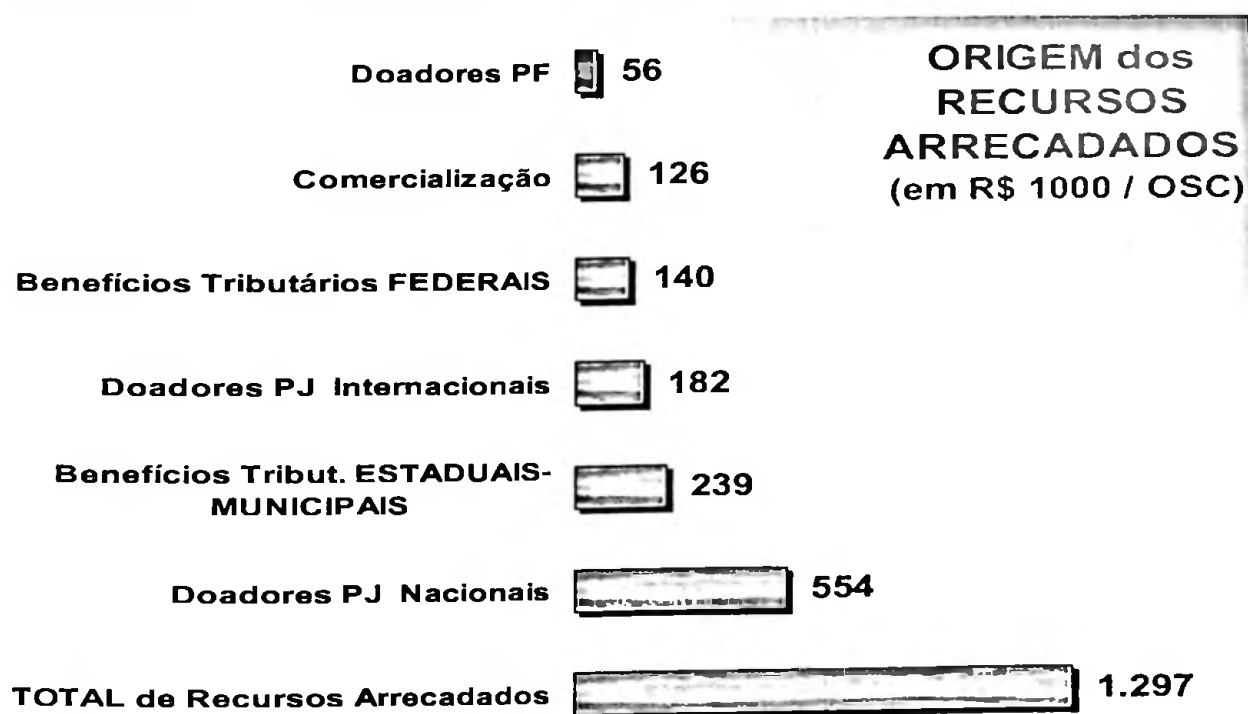 ORIGEM dos
RECURSOS
ARRECADADOS
(em R$ 1000 / OSC)
Doadores PF 56
Comercialização 126
Benefícios Tributários FEDERAIS 140
Doadores PJ Internacionais 182
Benefícios Tribut. ESTADUAIS-
MUNICIPAIS 239
Doadores PJ Nacionais 554
TOTAL de Recursos Arrecadados 1.297